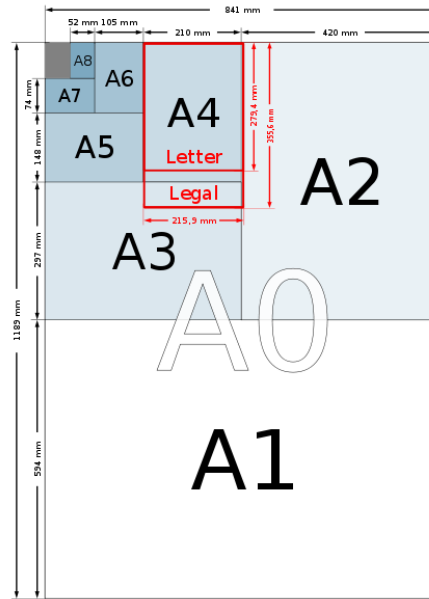 841 mm
52 mm 105 mm
210 mm
420 mm
A8
A6
A4
A7
74 mm
279,4 mm
355,6 mm
A5
148 mm
Letter
Legal
A2
215,9 mm
A3
297 mm
A0
1189 mm
A1
594 mm